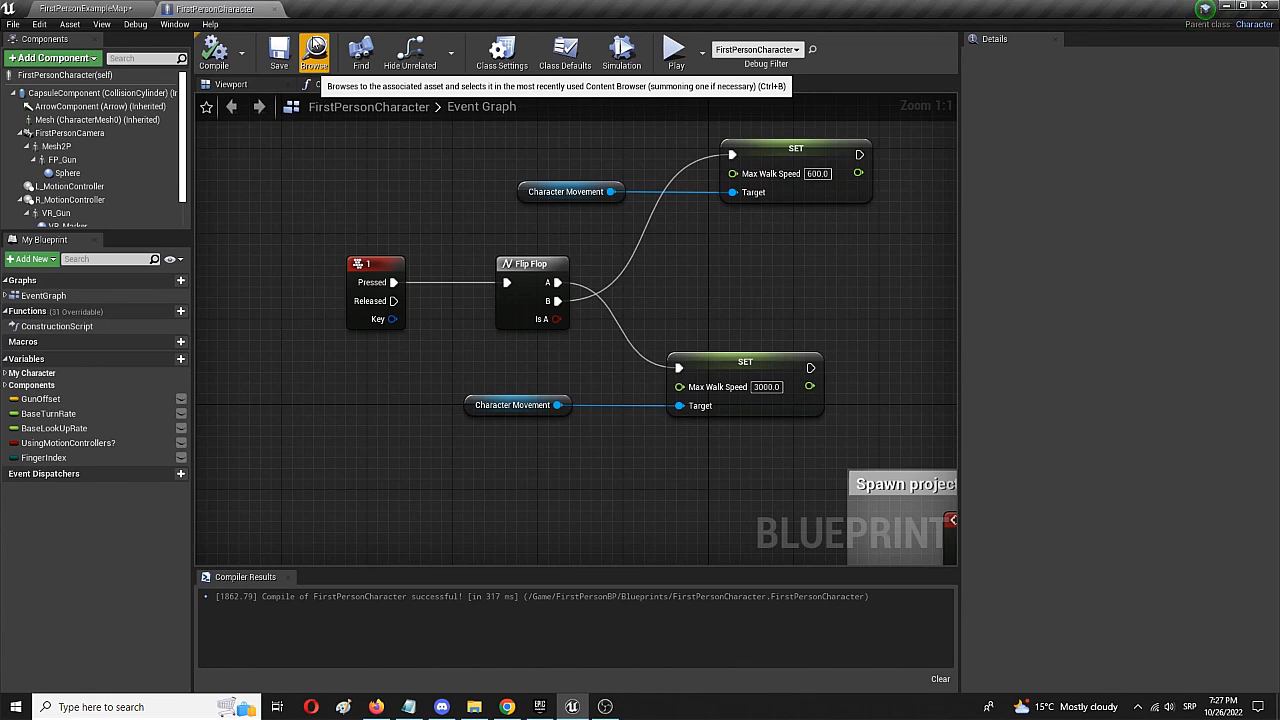 FirstPersonExampleMap*
FirstPersonCharacter
File Edit Asset View Debug Window Help
Parent class: Character
Components
Details
+Add Component
Search
Compile
Save
Browse
Find
Hide Unrelated
Class Settings
Class Defaults
Simulation
Play
FirstPersonCharacter
Debug Filter
FirstPersonCharacter(self)
Viewport
Browses to the associated asset and selects it in the most recently used Content Browser (summoning one if necessary) (Ctrl+B)
CapsuleComponent (CollisionCylinder) (Ir
ArrowComponent (Arrow) (Inherited)
Mesh (CharacterMesh0) (Inherited)
FirstPersonCamera
Mesh2P
FP_Gun
Sphere
L_MotionController
R_MotionController
VR_Gun
FirstPersonCharacter > Event Graph
Zoom 1:1
SET
Max Walk Speed 600.0
Target
Character Movement
1
Pressed
Released
Key
Flip Flop
A
B
Is A
SET
Max Walk Speed 3000.0
Target
Character Movement
Spawn project
BLUEPRINT
My Blueprint
+Add New
Search
Graphs
EventGraph
Functions (31 Overridable)
ConstructionScript
Macros
Variables
My Character
Components
GunOffset
BaseTurnRate
BaseLookUpRate
UsingMotionControllers?
FingerIndex
Event Dispatchers
Compiler Results
[1862.79] Compile of FirstPersonCharacter successful! [in 317 ms] (/Game/FirstPersonBP/Blueprints/FirstPersonCharacter.FirstPersonCharacter)
Clear
Type here to search
15°C Mostly cloudy
SRP
7:27 PM
10/26/2022